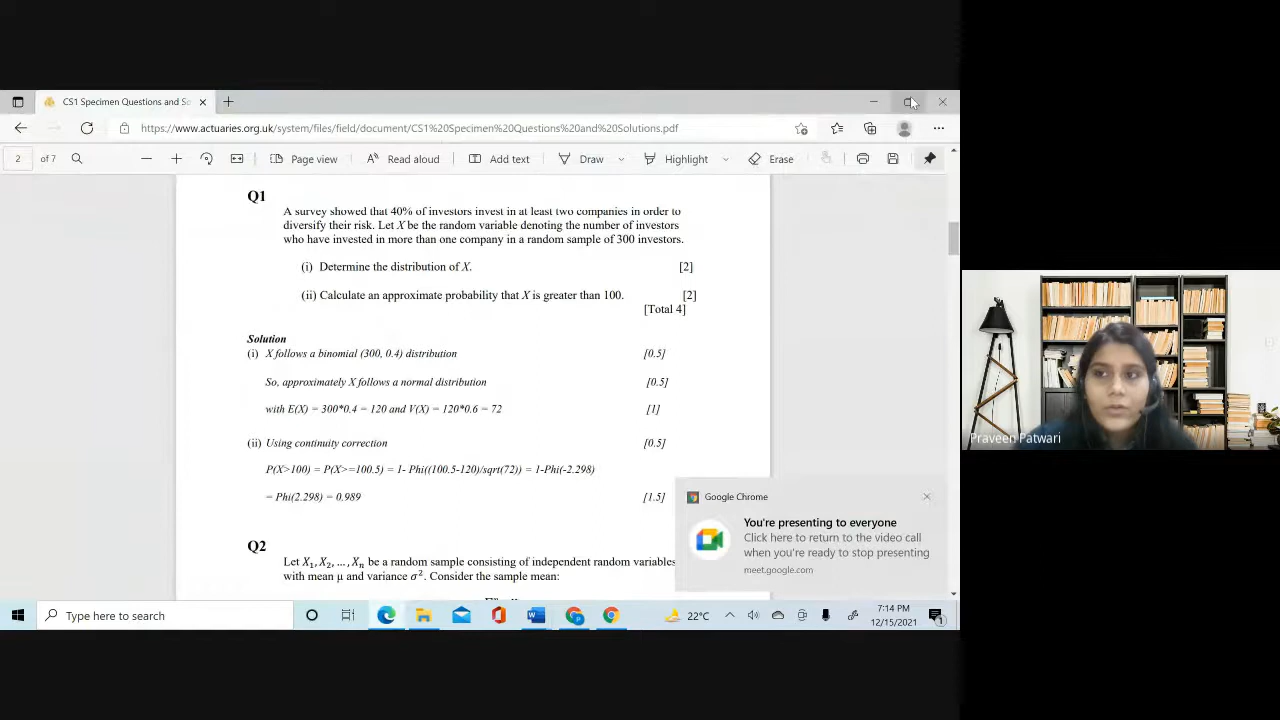 CS1 Specimen Questions and So
https://www.actuaries.org.uk/system/files/field/document/CS1%20Specimen%20Questions%20and%20Solutions.pdf
2 of 7
Page view
Read aloud
Add text
Draw
Highlight
Erase
Q1
A survey showed that 40% of investors invest in at least two companies in order to
diversify their risk. Let X be the random variable denoting the number of investors
who have invested in more than one company in a random sample of 300 investors.
(i) Determine the distribution of X. [2]
(ii) Calculate an approximate probability that X is greater than 100. [2]
[Total 4]
Solution
(i) X follows a binomial (300, 0.4) distribution [0.5]
So, approximately X follows a normal distribution [0.5]
with E(X) = 300*0.4 = 120 and V(X) = 120*0.6 = 72 [1]
(ii) Using continuity correction [0.5]
P(X>100) = P(X>=100.5) = 1- Phi((100.5-120)/sqrt(72)) = 1-Phi(-2.298)
= Phi(2.298) = 0.989 [1.5]
Q2
Let X₁, X₂, ..., Xₙ be a random sample consisting of independent random variables
with mean μ and variance σ². Consider the sample mean:
Google Chrome
You're presenting to everyone
Click here to return to the video call
when you're ready to stop presenting
meet.google.com
Type here to search
22°C
7:14 PM
12/15/2021
1
Praveen Patwari